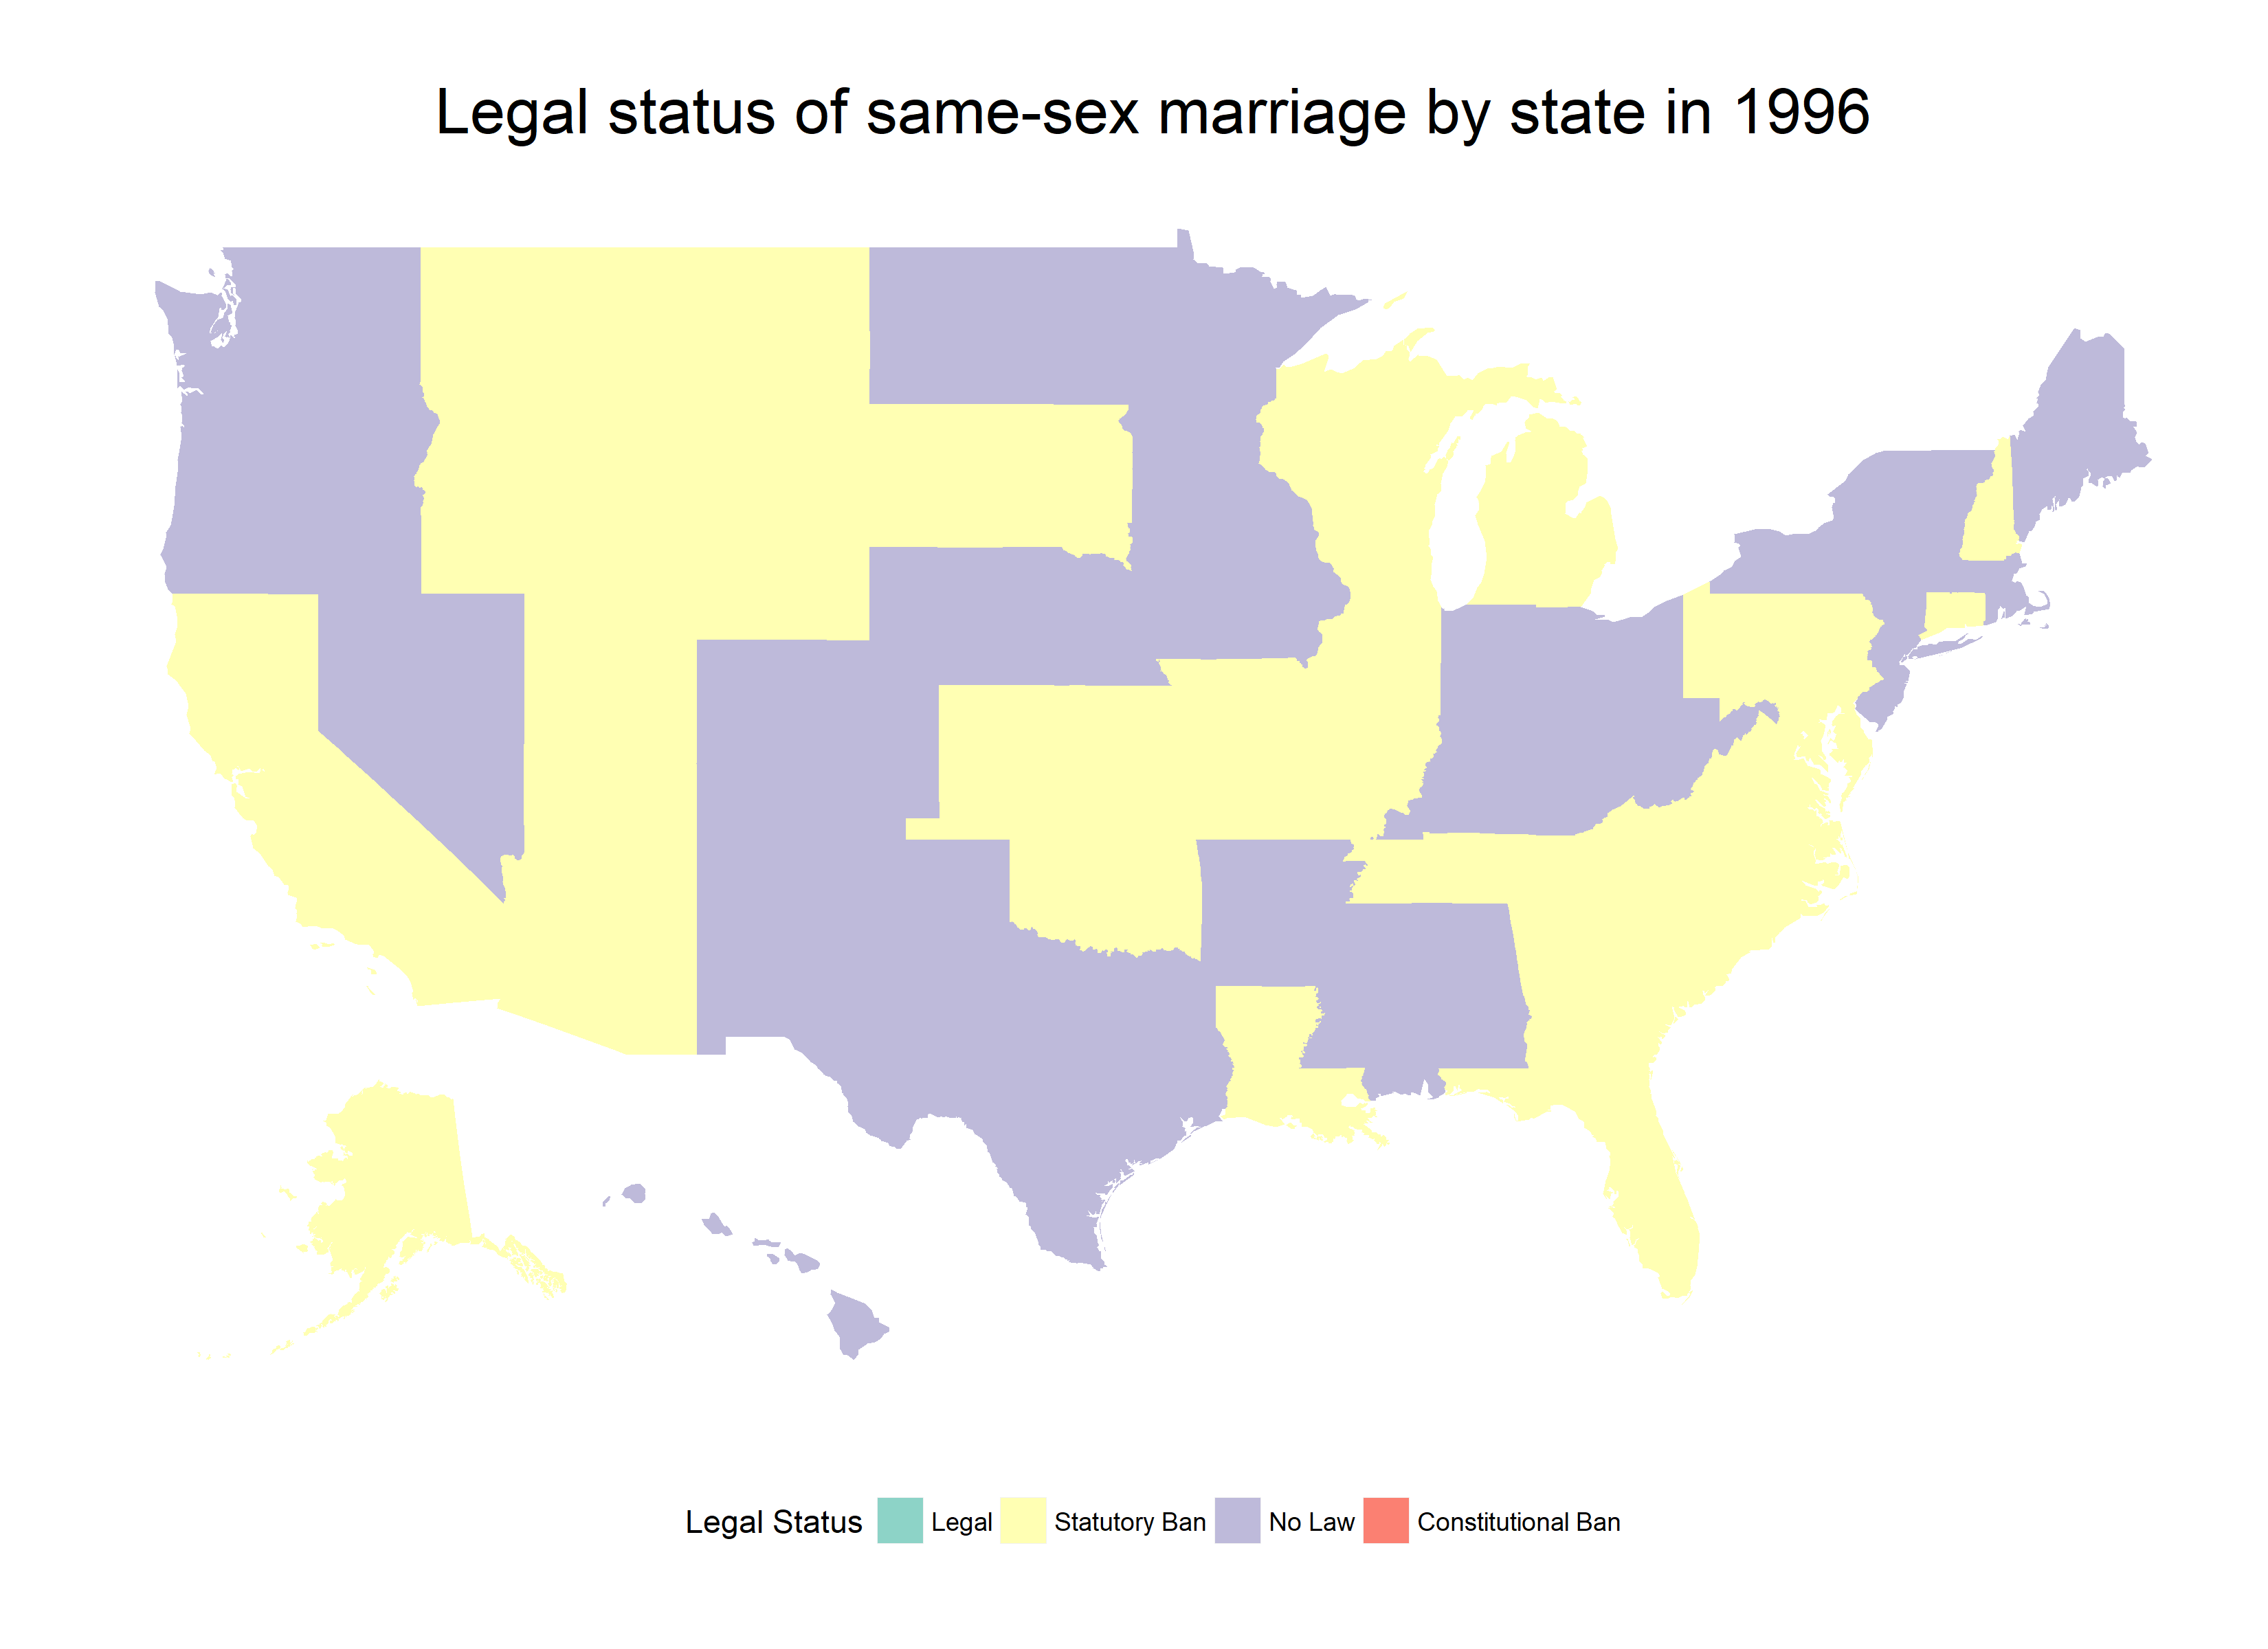 Legal status of same-sex marriage by state in 1996
Legal Status Legal Statutory Ban No Law Constitutional Ban